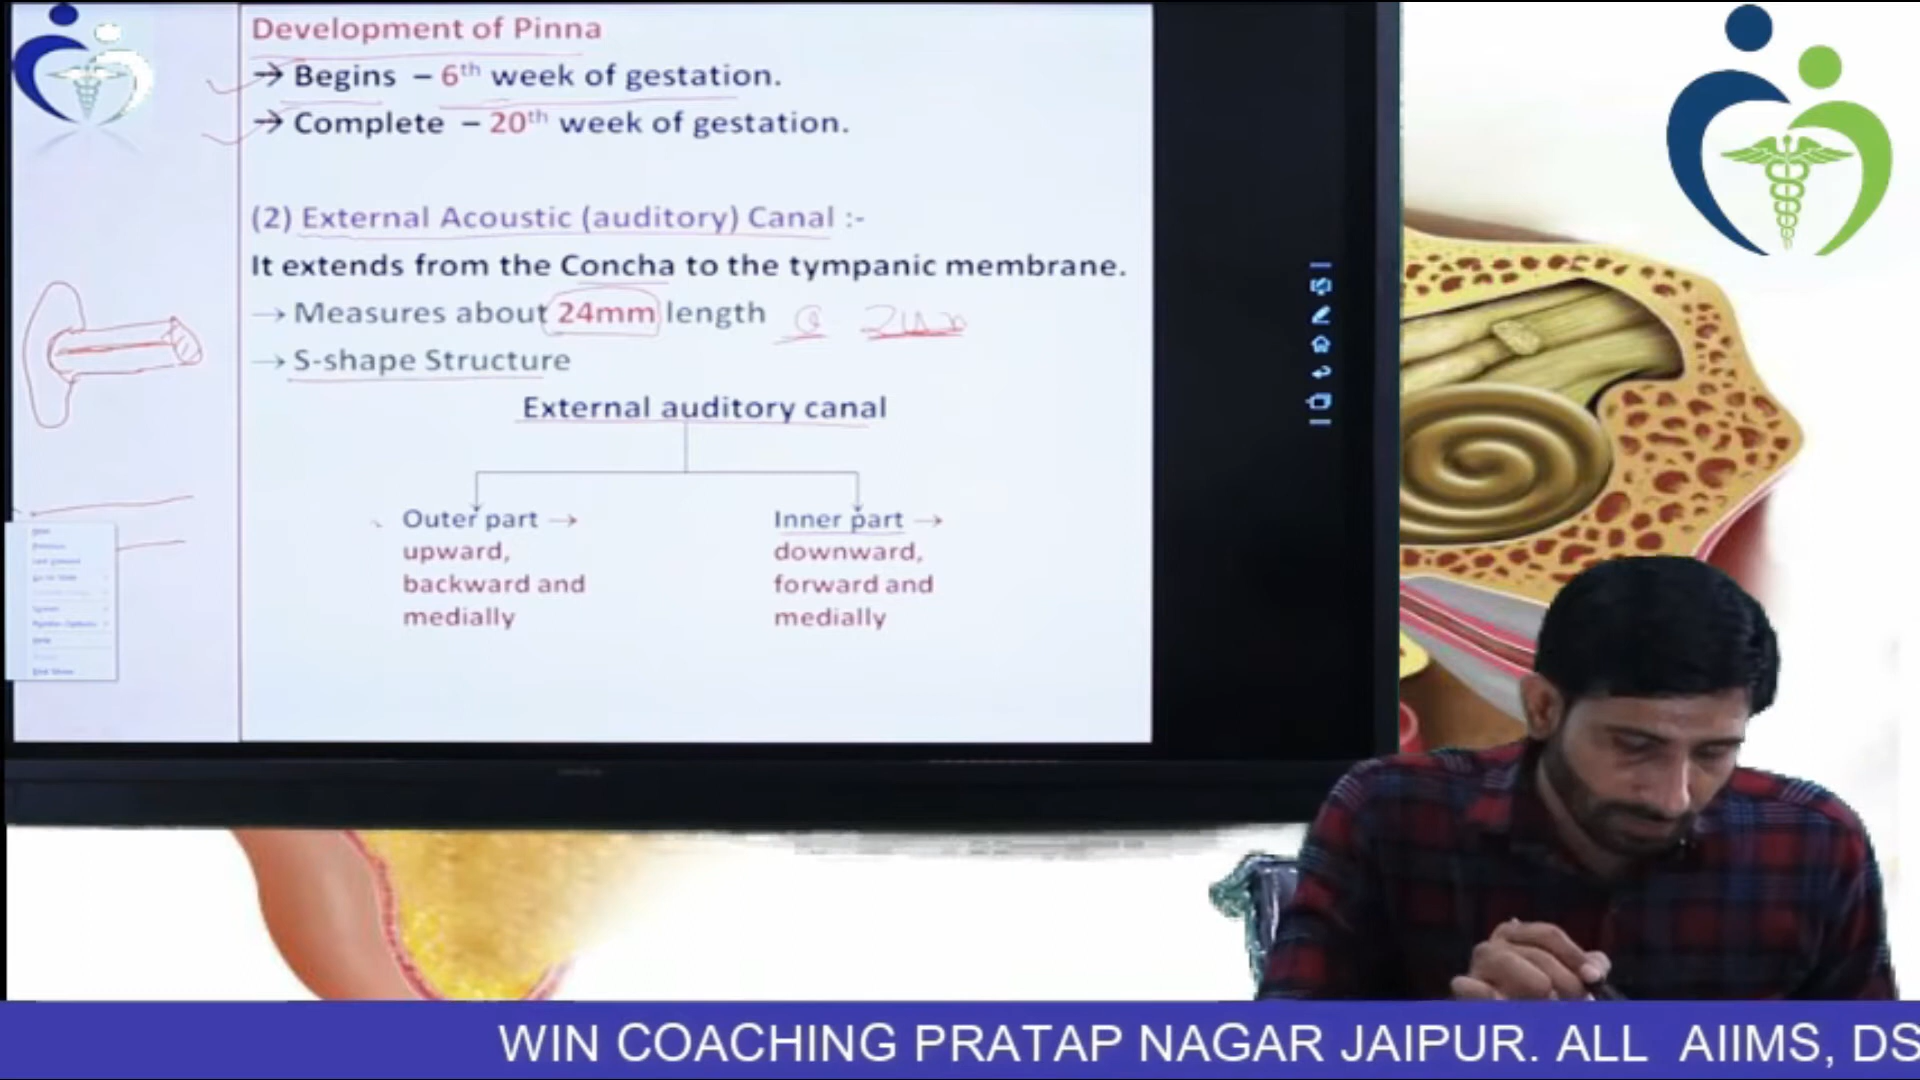 Development of Pinna
→ Begins – 6th week of gestation.
→ Complete – 20th week of gestation.
(2) External Acoustic (auditory) Canal :-
It extends from the Concha to the tympanic membrane.
→ Measures about 24mm length
→ S-shape Structure
External auditory canal
Outer part →
upward,
backward and
medially
Inner part →
downward,
forward and
medially
WIN COACHING PRATAP NAGAR JAIPUR. ALL AIIMS, DS